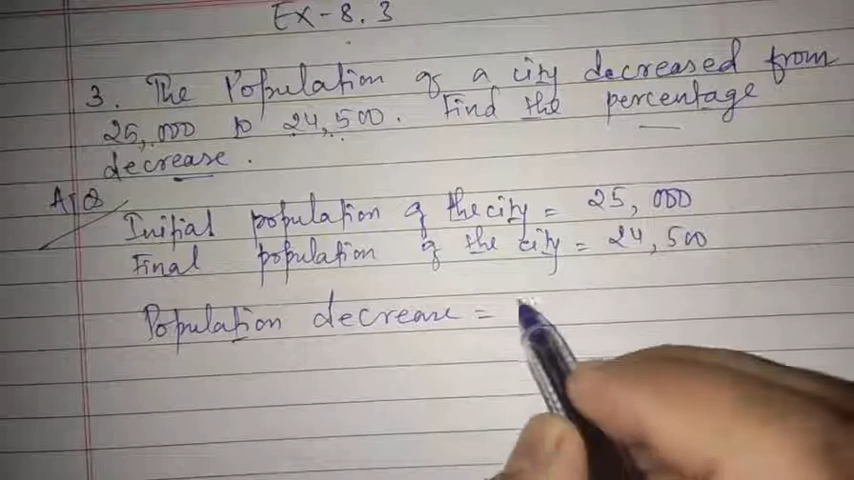 Ex-8.3
3. The Population of a city decreased from
25,000 to 24,500. Find the percentage
decrease.
A/Q
Initial population of the city = 25,000
Final population of the city = 24,500
Population decrease =